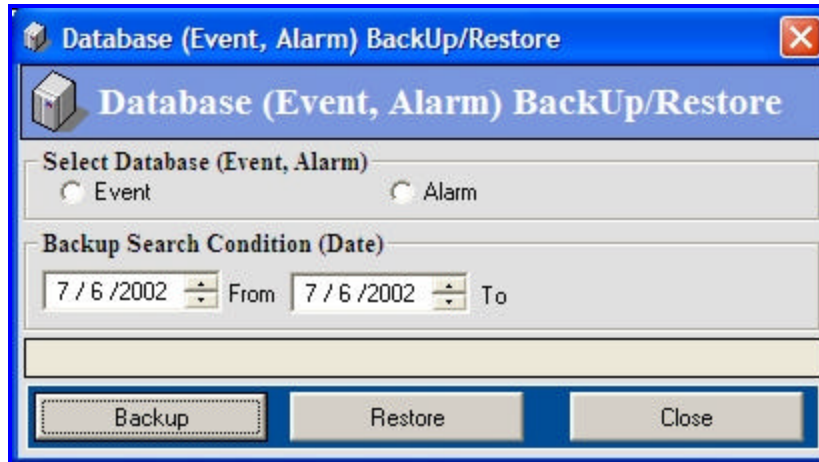 Database (Event, Alarm) BackUp/Restore
Database (Event, Alarm) BackUp/Restore
Select Database (Event, Alarm)
Event Alarm
Backup Search Condition (Date)
7 / 6 /2002 From 7 / 6 /2002 To
Backup Restore Close